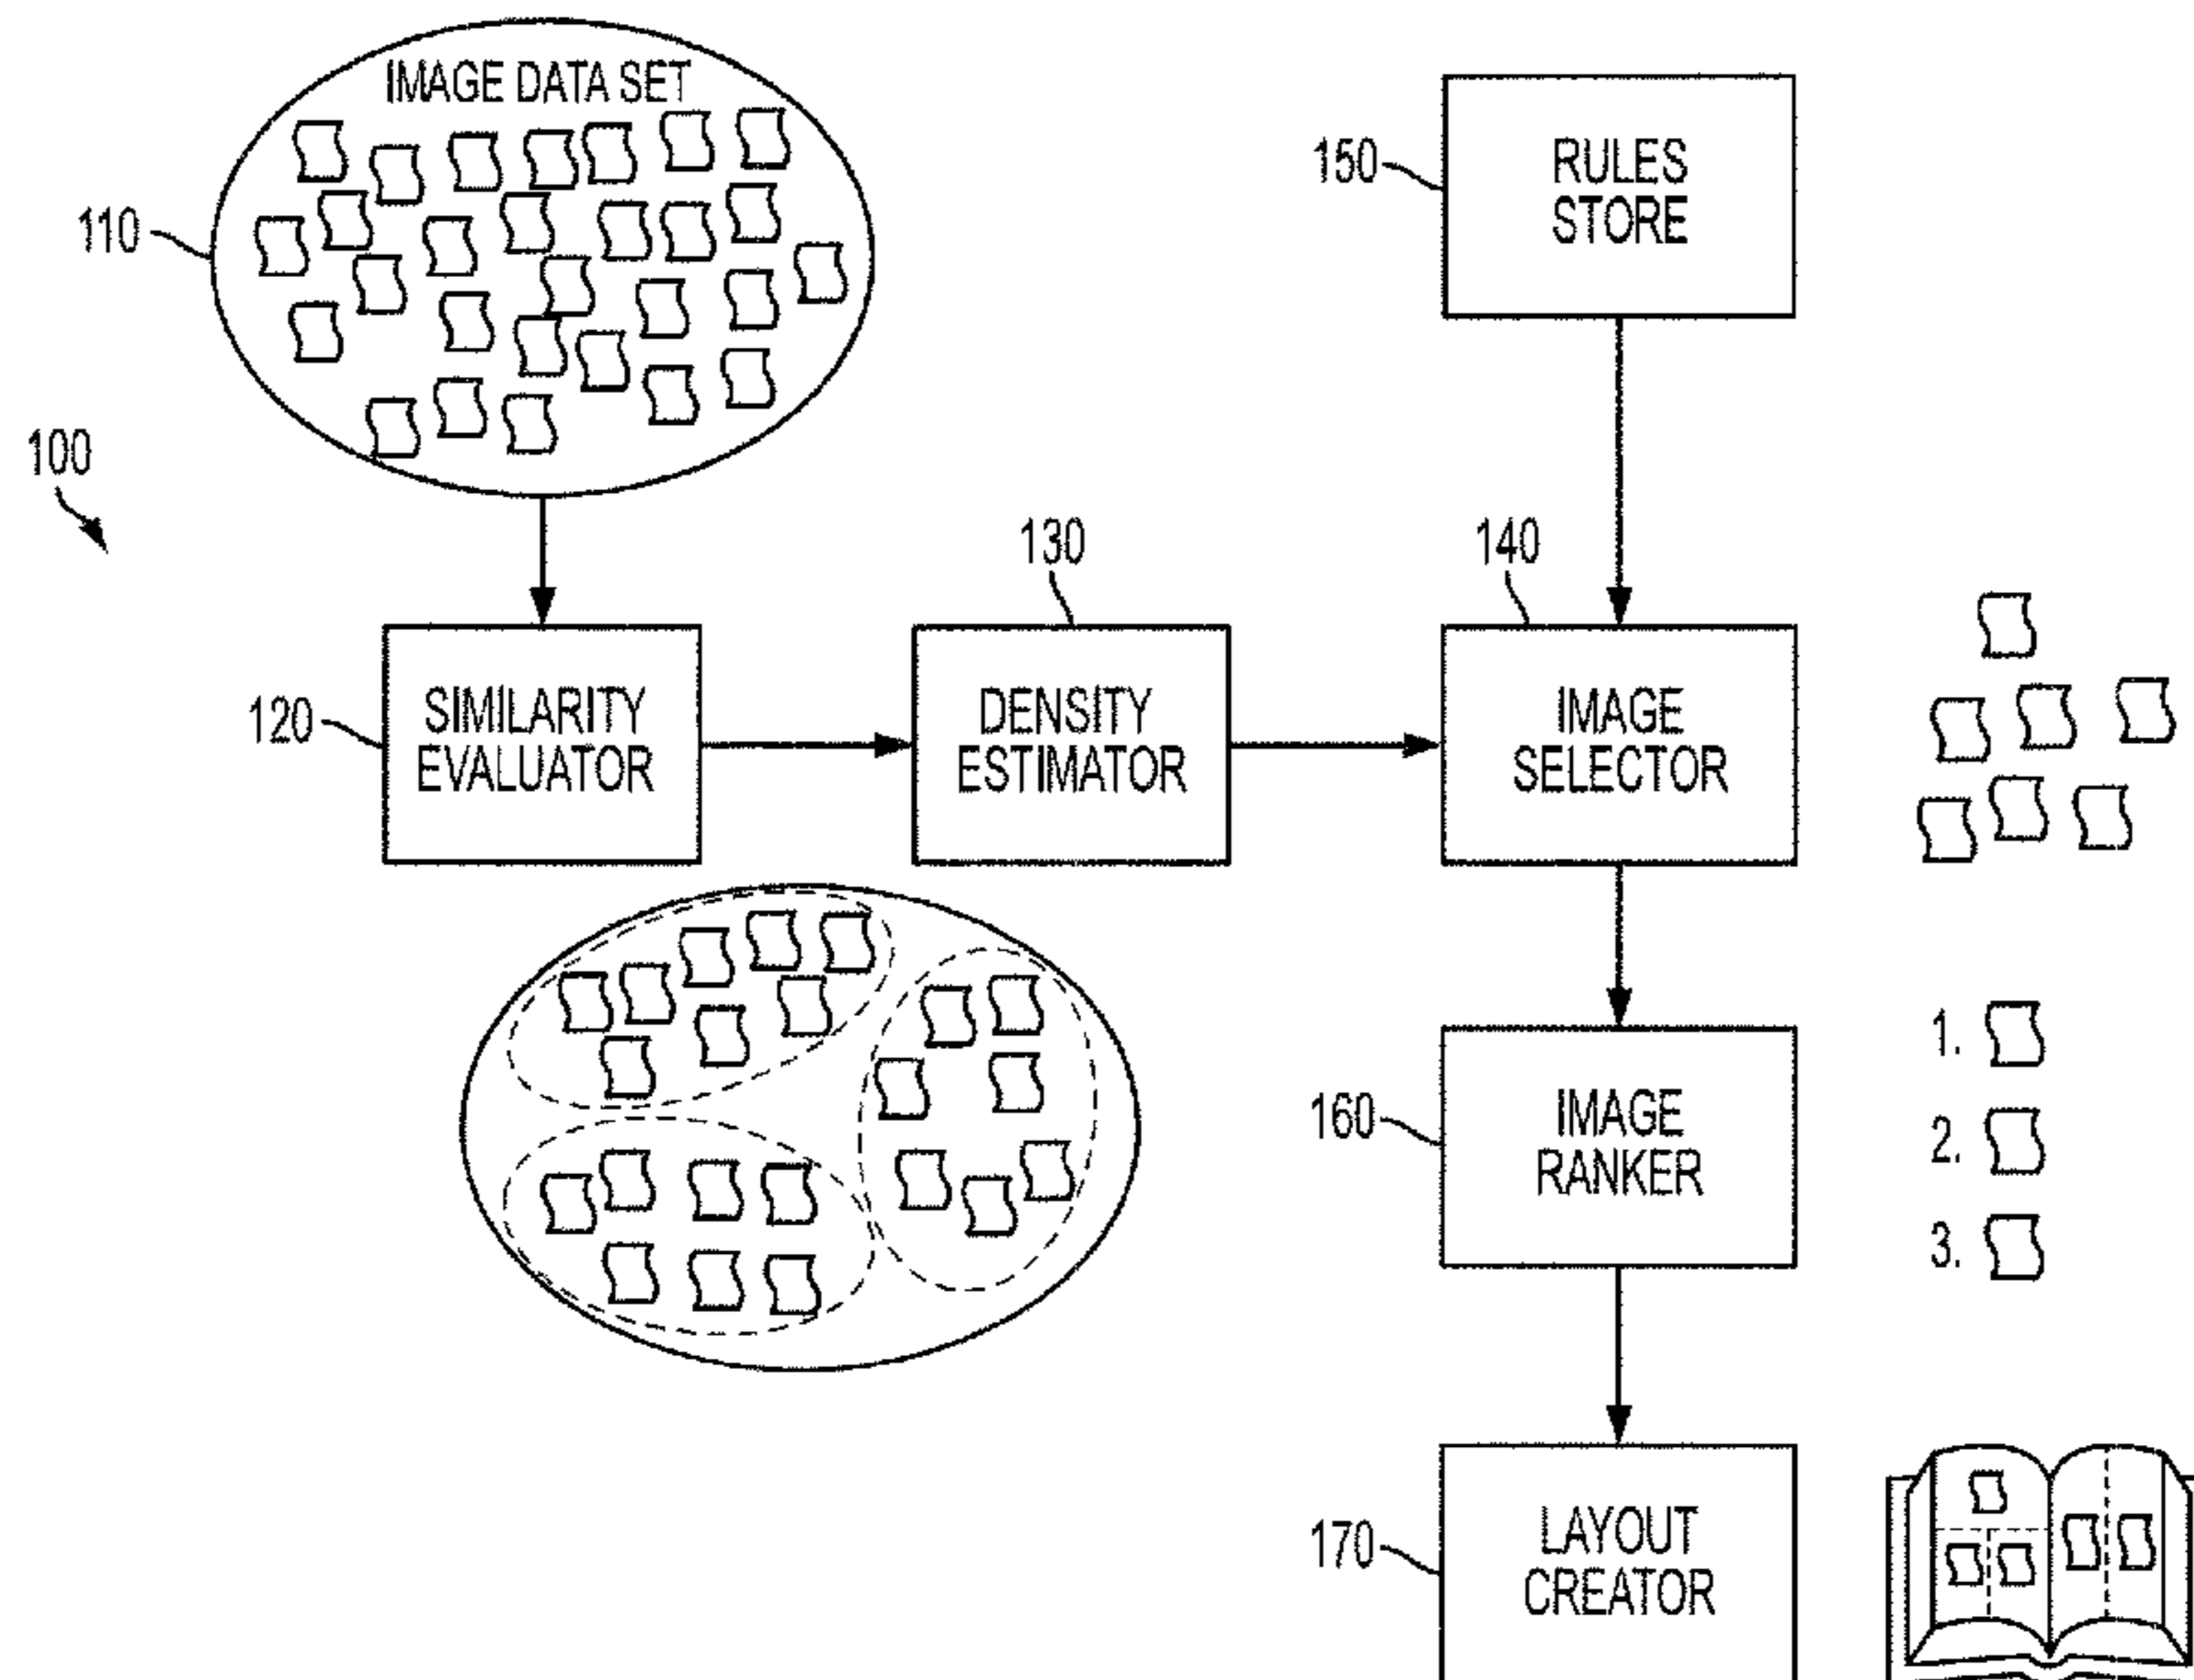 IMAGE DATA SET
110
100
150
RULES
STORE
120
SIMILARITY
EVALUATOR
130
DENSITY
ESTIMATOR
140
IMAGE
SELECTOR
160
IMAGE
RANKER
1.
2.
3.
170
LAYOUT
CREATOR